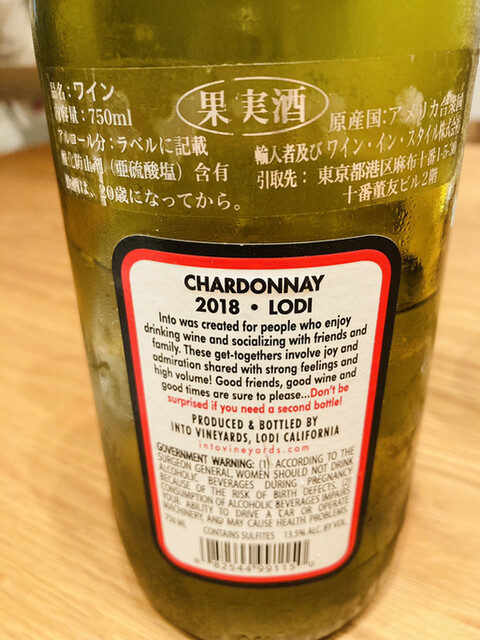 品名：ワイン
内容量：750ml
アルコール分：ラベルに記載
酸化防止剤（亜硫酸塩）含有
飲酒は、20歳になってから。
果実酒
原産国：アメリカ合衆国
輸入者及び ワイン・イン・スタイル株式会社
引取先： 東京都港区麻布十番1-5-30
十番董友ビル2階
CHARDONNAY
2018 • LODI
Into was created for people who enjoy
drinking wine and socializing with friends and
family. These get-togethers involve joy and
admiration shared with strong feelings and
high volume! Good friends, good wine and
good times are sure to please...Don't be
surprised if you need a second bottle!
PRODUCED & BOTTLED BY
INTO VINEYARDS, LODI CALIFORNIA
intovineyards.com
GOVERNMENT WARNING: (1) ACCORDING TO THE
SURGEON GENERAL, WOMEN SHOULD NOT DRINK
ALCOHOLIC BEVERAGES DURING PREGNANCY
BECAUSE OF THE RISK OF BIRTH DEFECTS. (2)
CONSUMPTION OF ALCOHOLIC BEVERAGES IMPAIRS
YOUR ABILITY TO DRIVE A CAR OR OPERATE
MACHINERY, AND MAY CAUSE HEALTH PROBLEMS.
750 ML CONTAINS SULFITES 13.5% ALC BY VOL.
82544 99115 0